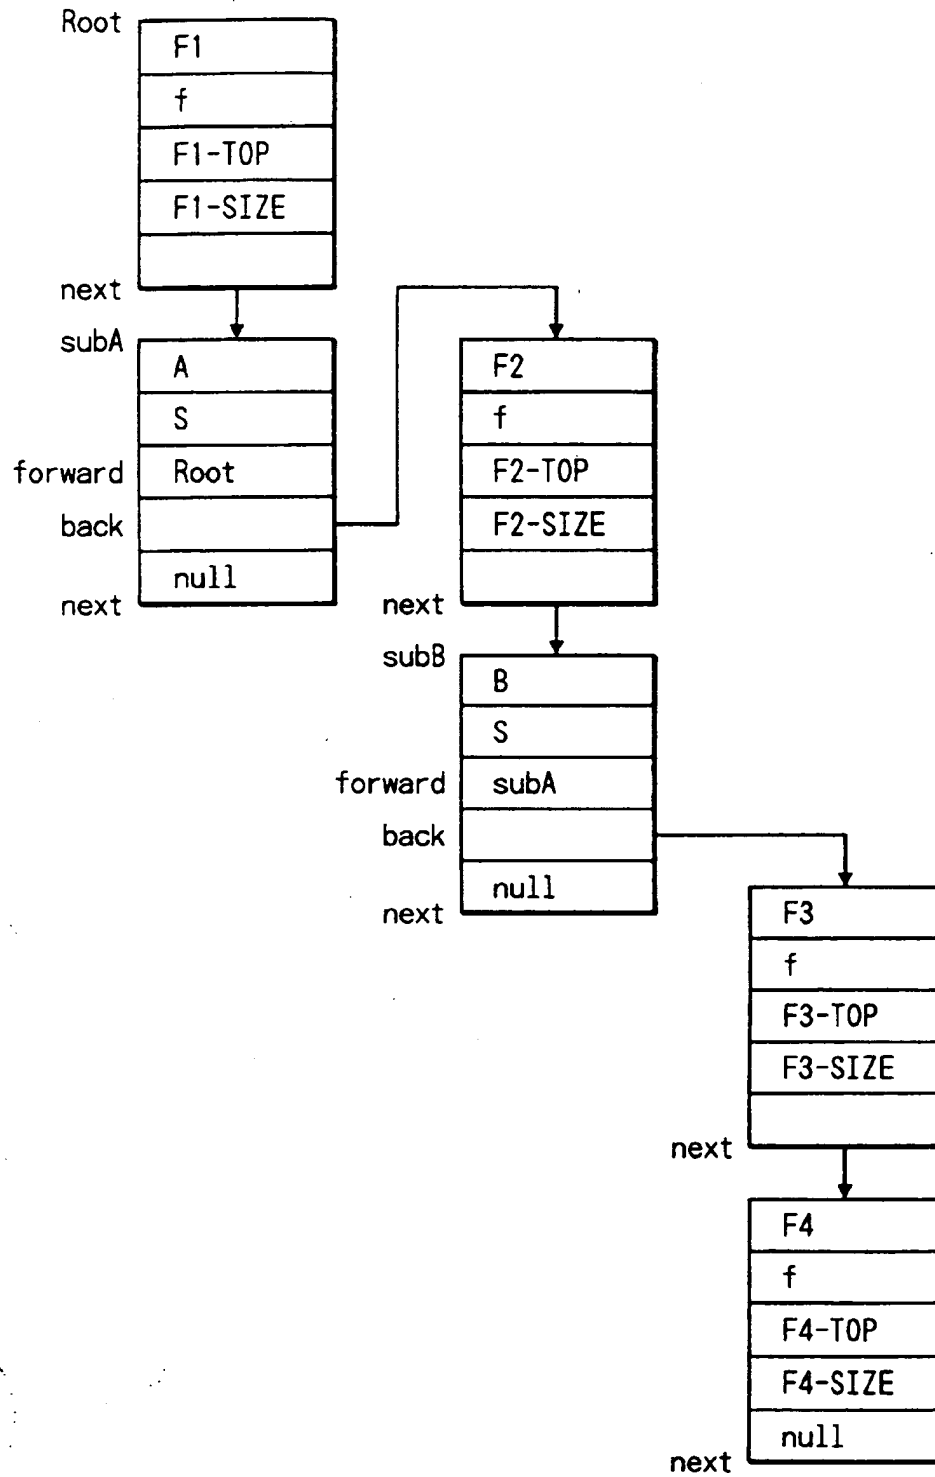 Root
F1
f
F1-TOP
F1-SIZE
next
subA
A
S
forward Root
back
null
next
F2
f
F2-TOP
F2-SIZE
next
subB
B
S
forward subA
back
null
next
F3
f
F3-TOP
F3-SIZE
next
F4
f
F4-TOP
F4-SIZE
null
next